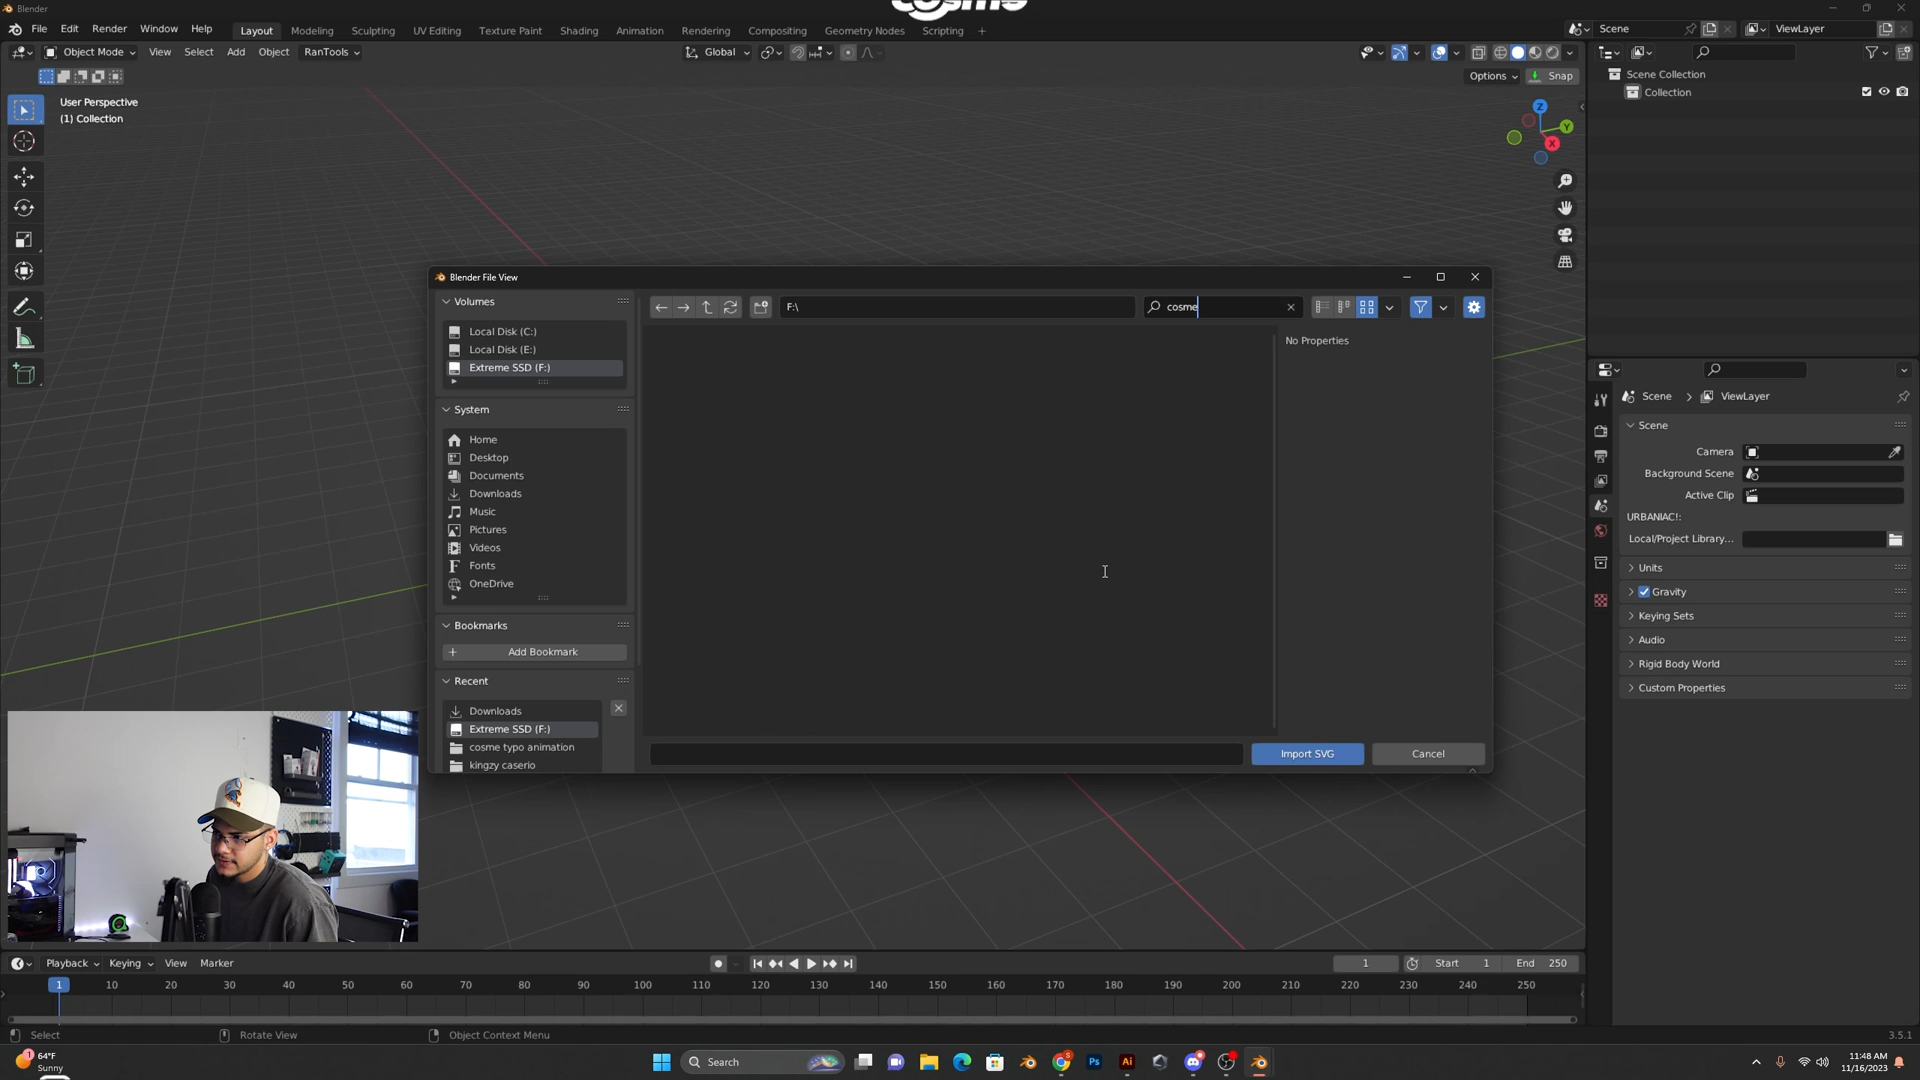 Blender
cosmo
File Edit Render Window Help
Layout Modeling Sculpting UV Editing Texture Paint Shading Animation Rendering Compositing Geometry Nodes Scripting +
Scene ViewLayer
Object Mode View Select Add Object RanTools
Global
Options Snap
User Perspective
(1) Collection
Z
Y
X
Scene Collection
Collection
Blender File View
Volumes
Local Disk (C:)
Local Disk (E:)
Extreme SSD (F:)
System
Home
Desktop
Documents
Downloads
Music
Pictures
Videos
Fonts
OneDrive
Bookmarks
Add Bookmark
Recent
Downloads
Extreme SSD (F:)
cosme typo animation
kingzy caserio
F:\
cosme
No Properties
Import SVG Cancel
Scene > ViewLayer
Scene
Camera
Background Scene
Active Clip
URBANIAC!:
Local/Project Library...
Units
Gravity
Keying Sets
Audio
Rigid Body World
Custom Properties
Playback Keying View Marker
1 Start 1 End 250
1 10 20 30 40 50 60 70 80 90 100 110 120 130 140 150 160 170 180 190 200 210 220 230 240 250
Select Rotate View Object Context Menu 3.5.1
1
64°F
Sunny
Search
Ps Ai
11:48 AM
11/16/2023